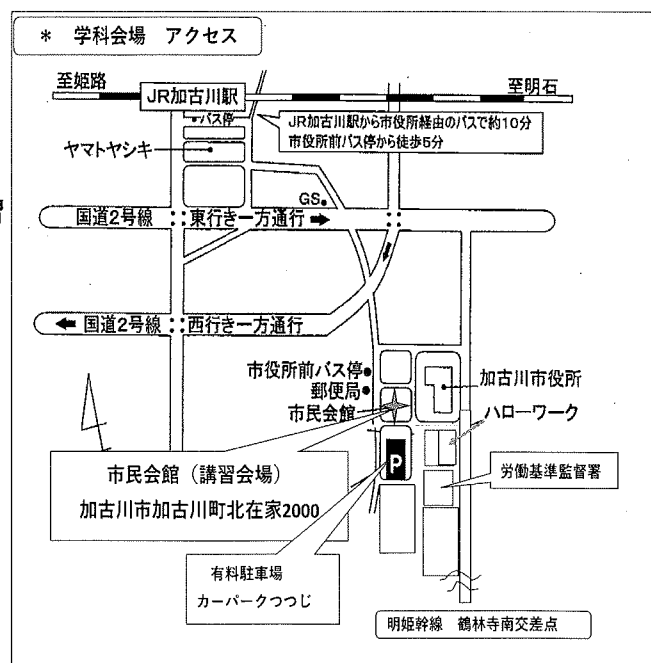 * 学科会場 アクセス
至姫路
JR加古川駅
至明石
バス停
JR加古川駅から市役所経由のバスで約10分
市役所前バス停から徒歩5分
ヤマトヤシキ
GS
国道2号線
東行き一方通行
国道2号線
西行き一方通行
市役所前バス停
郵便局
市民会館
加古川市役所
ハローワーク
P
労働基準監督署
市民会館（講習会場）
加古川市加古川町北在家2000
有料駐車場
カーパークつつじ
明姫幹線 鶴林寺南交差点